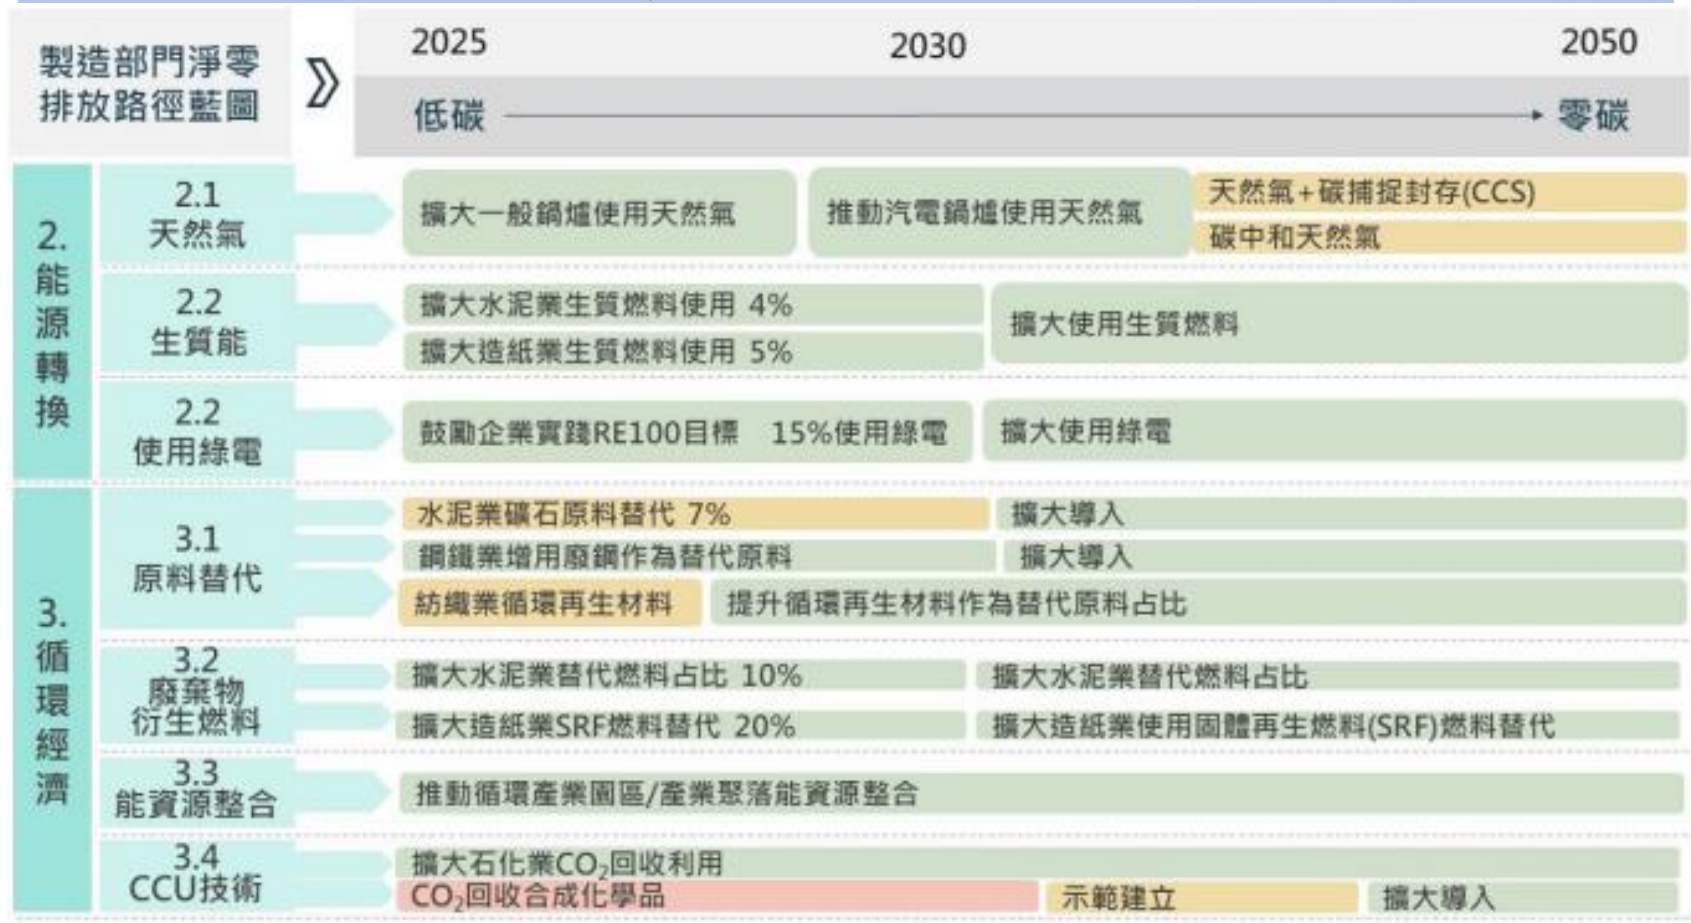 製造部門淨零
排放路徑藍圖
2025
2030
2050
低碳
零碳
2.
能
源
轉
換
2.1
天然氣
擴大一般鍋爐使用天然氣
推動汽電鍋爐使用天然氣
天然氣+碳捕捉封存(CCS)
碳中和天然氣
2.2
生質能
擴大水泥業生質燃料使用 4%
擴大造紙業生質燃料使用 5%
擴大使用生質燃料
2.2
使用綠電
鼓勵企業實踐RE100目標 15%使用綠電
擴大使用綠電
3.
循
環
經
濟
3.1
原料替代
水泥業礦石原料替代 7%
擴大導入
鋼鐵業增用廢鋼作為替代原料
擴大導入
紡織業循環再生材料
提升循環再生材料作為替代原料占比
3.2
廢棄物
衍生燃料
擴大水泥業替代燃料占比 10%
擴大水泥業替代燃料占比
擴大造紙業SRF燃料替代 20%
擴大造紙業使用固體再生燃料(SRF)燃料替代
3.3
能資源整合
推動循環產業園區/產業聚落能資源整合
3.4
CCU技術
擴大石化業CO₂回收利用
CO₂回收合成化學品
示範建立
擴大導入